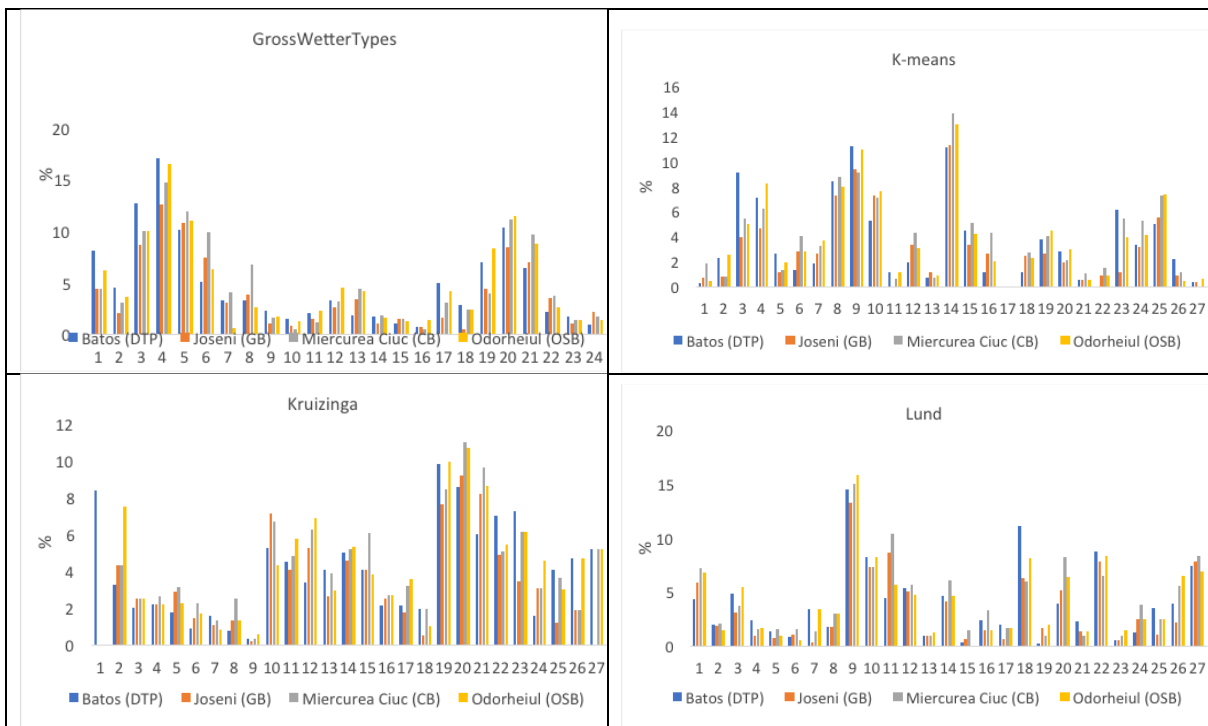 GrossWetterTypes
20
15
10
5
0
%
1 2 3 4 5 6 7 8 9 10 11 12 13 14 15 16 17 18 19 20 21 22 23 24
Batos (DTP) Joseni (GB) Miercurea Ciuc (CB) Odorheiul (OSB)
K-means
16
14
12
10
8
6
4
2
0
%
1 2 3 4 5 6 7 8 9 10 11 12 13 14 15 16 17 18 19 20 21 22 23 24 25 26 27
Batos (DTP) Joseni (GB) Miercurea Ciuc (CB) Odorheiul (OSB)
Kruizinga
12
10
8
6
4
2
0
%
1 2 3 4 5 6 7 8 9 10 11 12 13 14 15 16 17 18 19 20 21 22 23 24 25 26 27
Batos (DTP) Joseni (GB) Miercurea Ciuc (CB) Odorheiul (OSB)
Lund
20
15
10
5
0
%
1 2 3 4 5 6 7 8 9 10 11 12 13 14 15 16 17 18 19 20 21 22 23 24 25 26 27
Batos (DTP) Joseni (GB) Miercurea Ciuc (CB) Odorheiul (OSB)